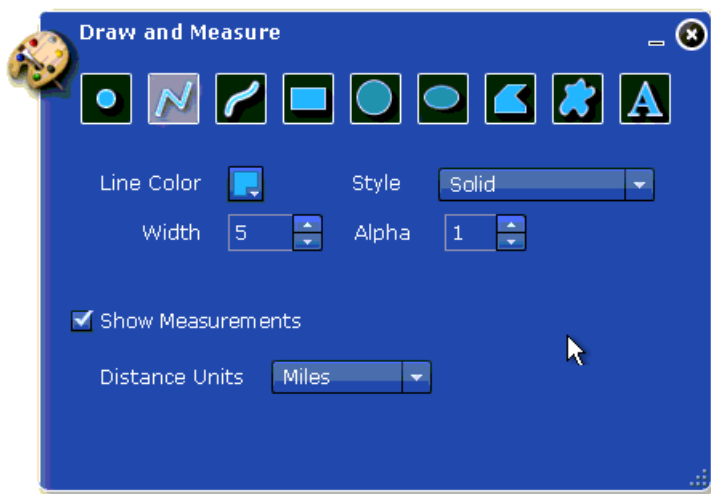 Draw and Measure
A
Line Color Style Solid
Width 5 Alpha 1
Show Measurements
Distance Units Miles